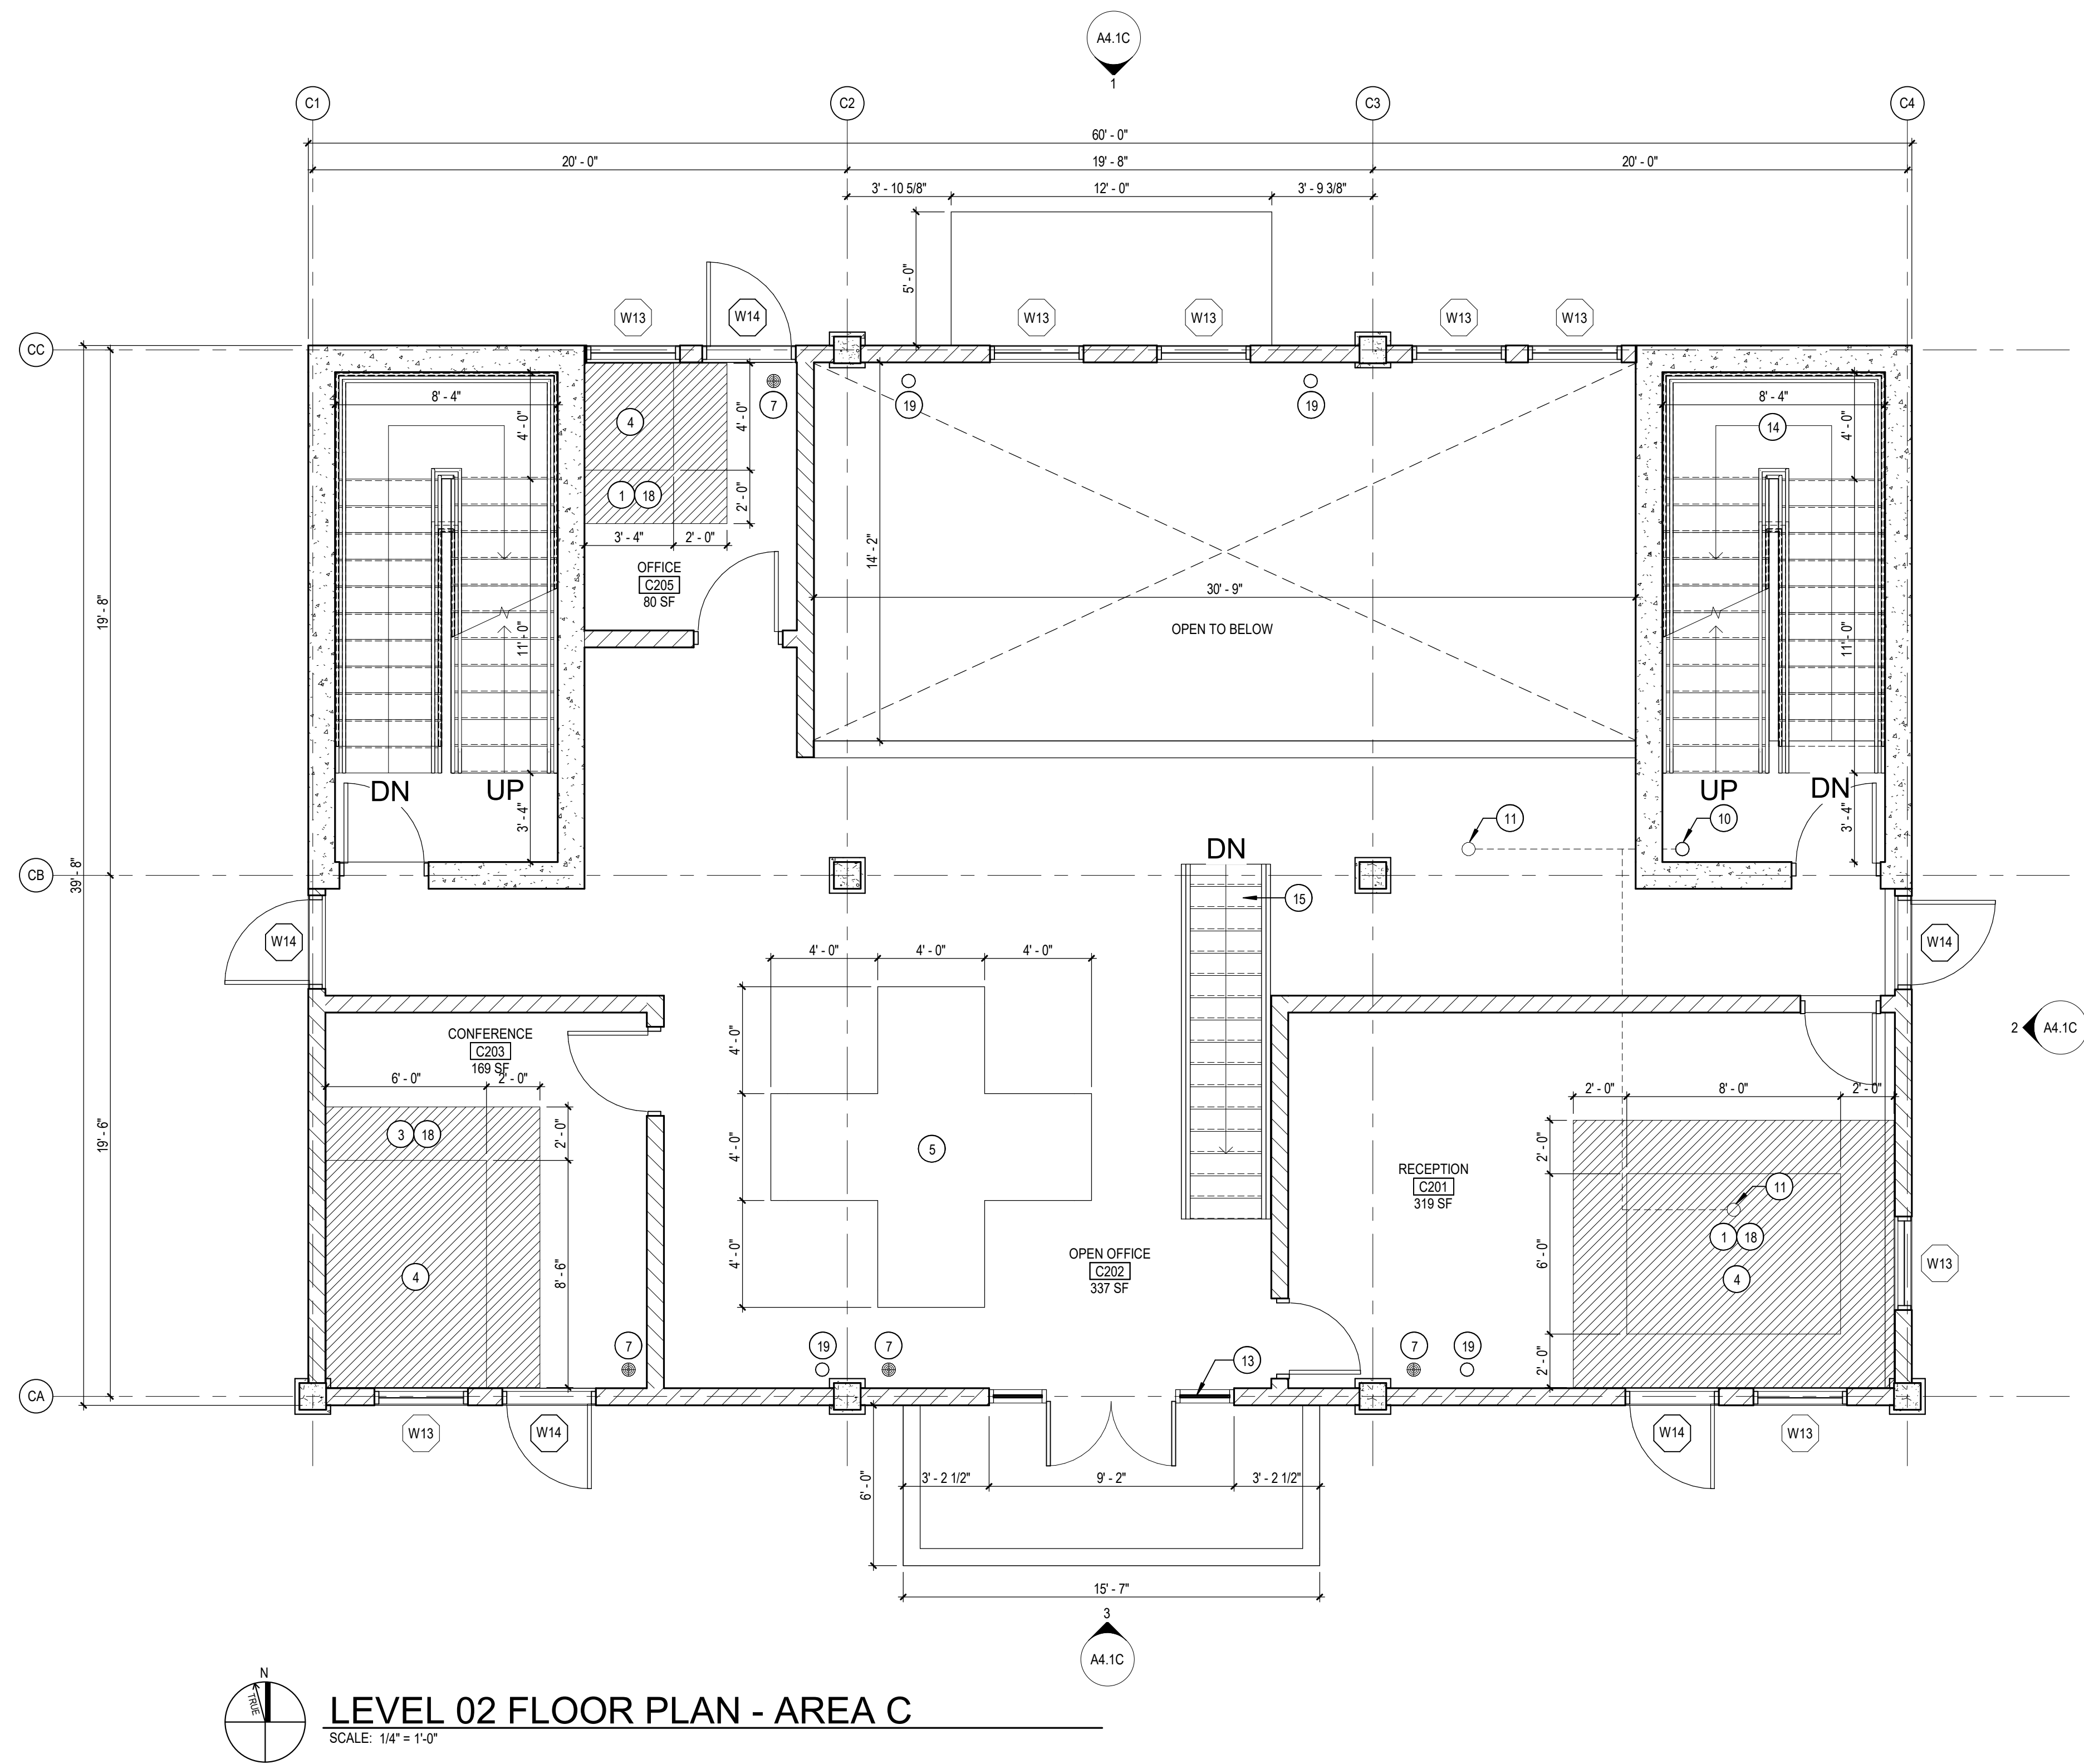 A4.1C
1
C1
C2
C3
C4
60' - 0"
20' - 0"
19' - 8"
20' - 0"
3' - 10 5/8"
12' - 0"
3' - 9 3/8"
5' - 0"
W13
W14
W13
W13
W13
W13
CC
8' - 4"
4' - 0"
4
4' - 0"
7
19
19
8' - 4"
14
4' - 0"
1
18
2' - 0"
3' - 4"
2' - 0"
14' - 2"
OFFICE
C205
80 SF
30' - 9"
OPEN TO BELOW
19' - 8"
11' - 0"
11' - 0"
DN
UP
3' - 4"
UP
DN
3' - 4"
11
10
DN
CB
39' - 8"
15
W14
W14
4' - 0"
4' - 0"
4' - 0"
CONFERENCE
C203
169 SF
6' - 0"
2' - 0"
4' - 0"
2
A4.1C
2' - 0"
8' - 0"
2' - 0"
3
18
2' - 0"
19' - 6"
4' - 0"
5
2' - 0"
RECEPTION
C201
319 SF
11
1
18
4
6' - 0"
4
8' - 6"
4' - 0"
OPEN OFFICE
C202
337 SF
W13
7
19
7
13
7
19
2' - 0"
CA
W13
W14
W14
W13
6' - 0"
3' - 2 1/2"
9' - 2"
3' - 2 1/2"
15' - 7"
3
A4.1C
N
TRUE
LEVEL 02 FLOOR PLAN - AREA C
SCALE: 1/4" = 1'-0"